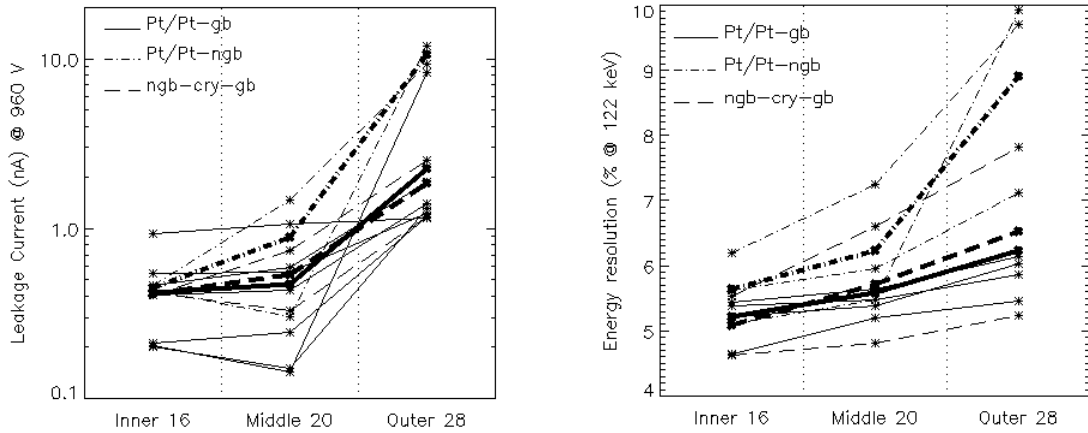 Leakage Current (nA) @ 960 V
10.0
1.0
0.1
Pt/Pt-gb
Pt/Pt-ngb
ngb-cry-gb
Inner 16
Middle 20
Outer 28
Energy resolution (% @ 122 keV)
10
9
8
7
6
5
4
Pt/Pt-gb
Pt/Pt-ngb
ngb-cry-gb
Inner 16
Middle 20
Outer 28